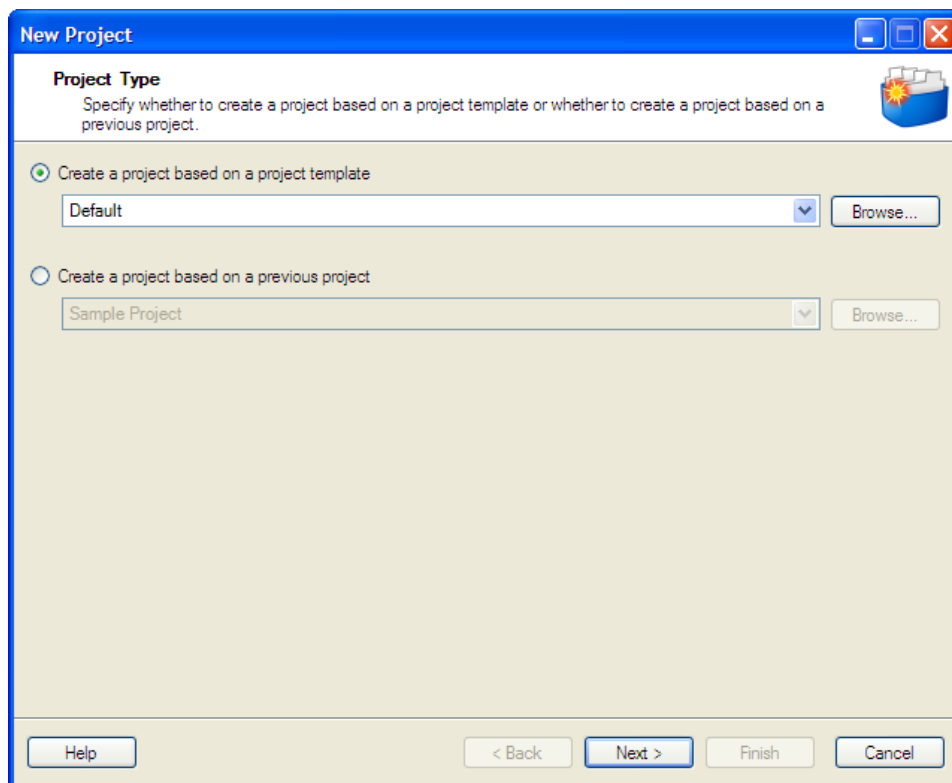 New Project
Project Type
Specify whether to create a project based on a project template or whether to create a project based on a
previous project.
Create a project based on a project template
Default
Browse...
Create a project based on a previous project
Sample Project
Browse...
Help
< Back
Next >
Finish
Cancel